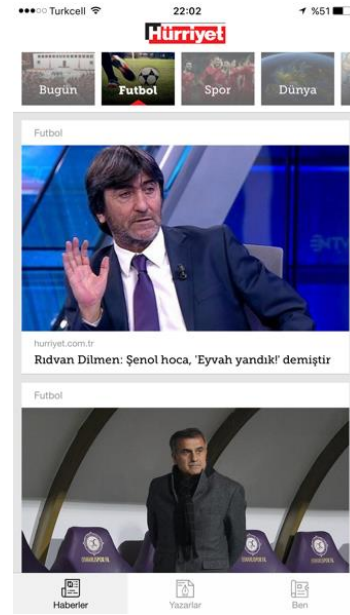 Turkcell 22:02 %51
Hürriyet
Bugün Futbol Spor Dünya
Futbol
NTV
hurriyet.com.tr
Rıdvan Dilmen: Şenol hoca, 'Eyvah yandık!' demiştir
Futbol
Haberler Yazarlar Ben